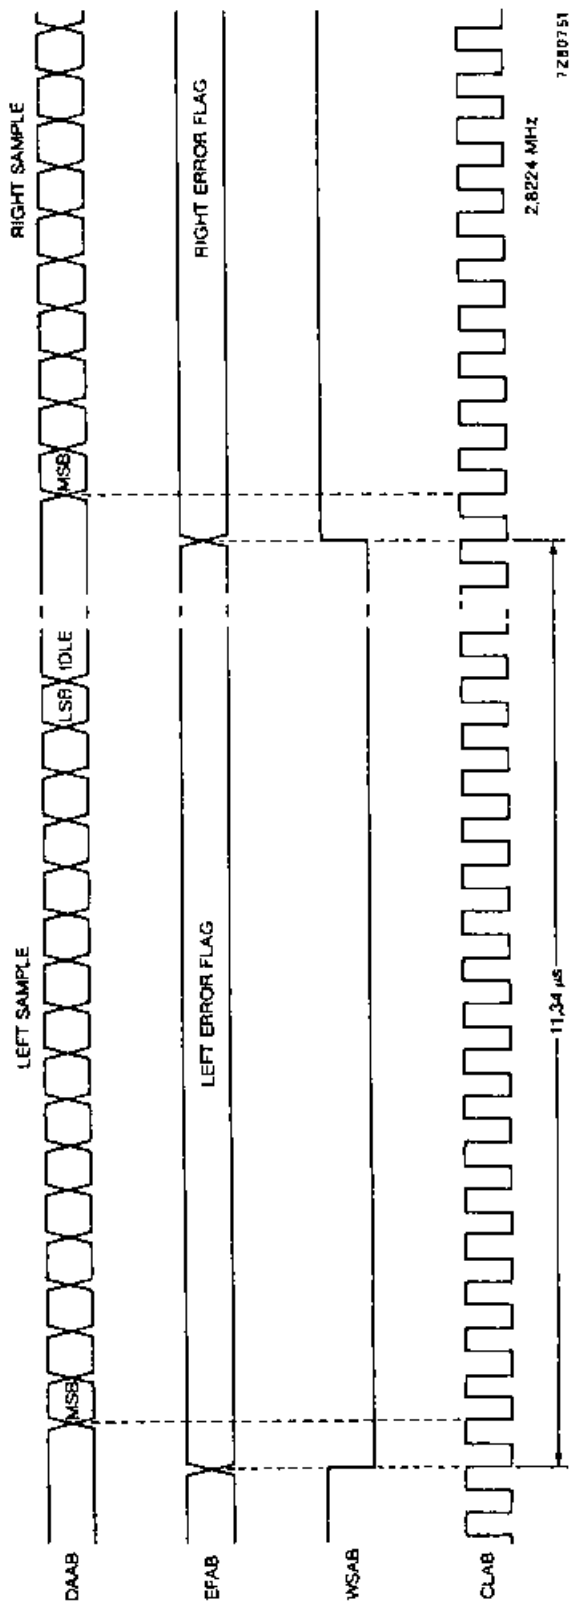 LEFT SAMPLE
RIGHT SAMPLE
DAAB
MSB
LSB
IDLE
MSB
EFAB
LEFT ERROR FLAG
RIGHT ERROR FLAG
WSAB
CLAB
2,8224 MHz
11,34 µs
7Z80751